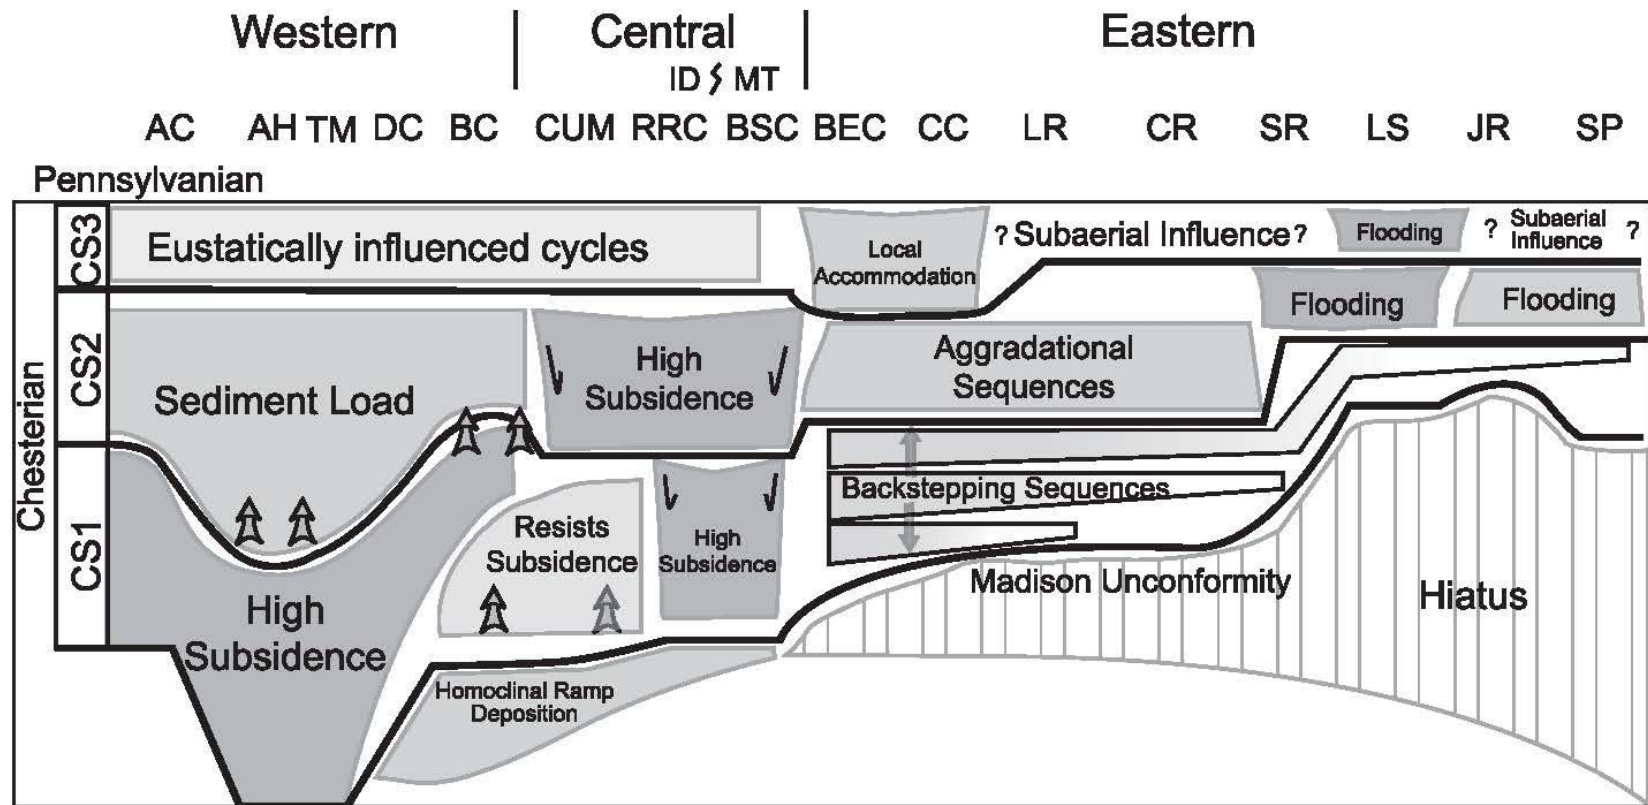 Western
Central
Eastern
ID MT
AC AH TM DC BC CUM RRC BSC BEC CC LR CR SR LS JR SP
Pennsylvanian
Chesterian
CS3
CS2
CS1
Eustatically influenced cycles
Local
Accommodation
? Subaerial Influence ?
Flooding
? Subaerial
Influence ?
Flooding
Flooding
Sediment Load
High
Subsidence
Aggradational
Sequences
Backstepping Sequences
Resists
Subsidence
High
Subsidence
High
Subsidence
Madison Unconformity
Hiatus
Homoclinal Ramp
Deposition